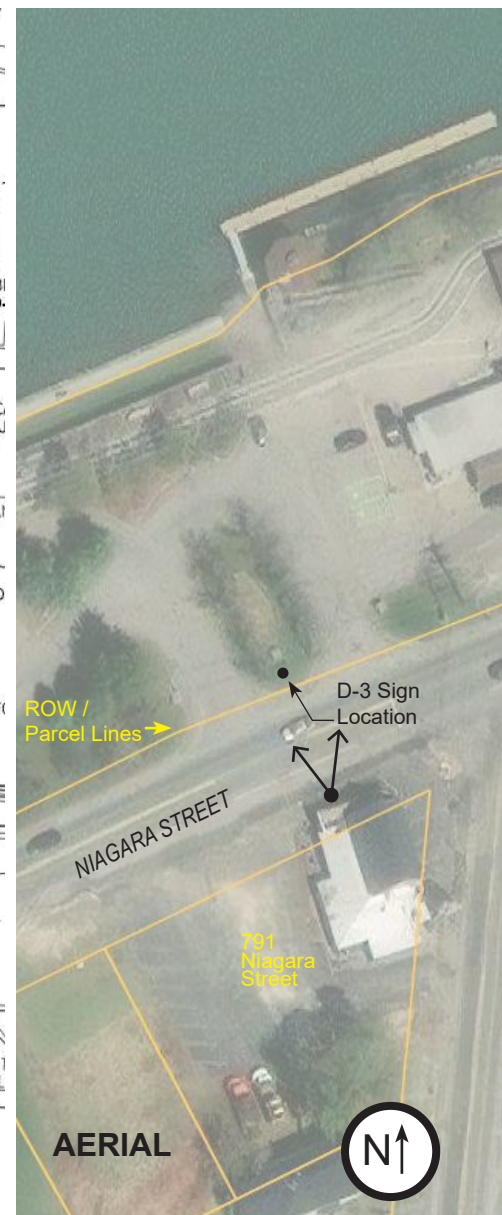 D-3 Sign
Location
ROW /
Parcel Lines
NIAGARA STREET
791
Niagara
Street
AERIAL
N